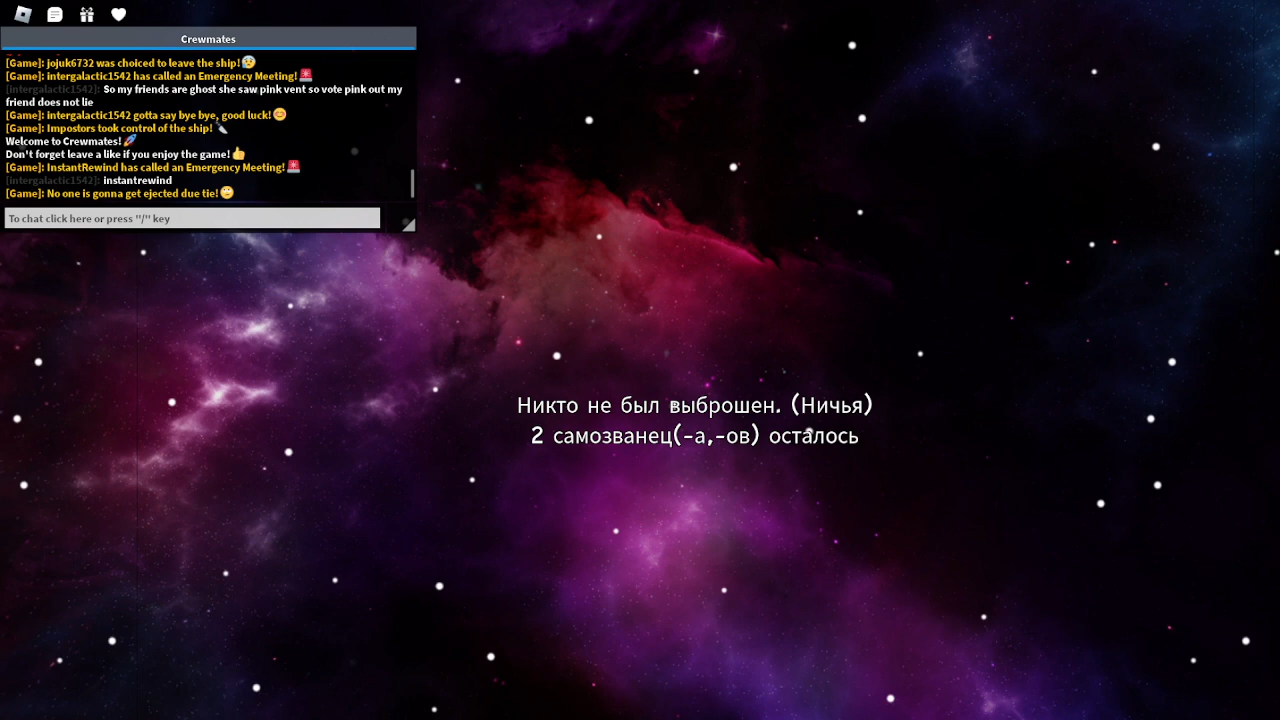 Crewmates
[Game]: jojuk6732 was choiced to leave the ship!😰
[Game]: intergalactic1542 has called an Emergency Meeting!🚨
[intergalactic1542]: So my friends are ghost she saw pink vent so vote pink out my
friend does not lie
[Game]: intergalactic1542 gotta say bye bye, good luck!😊
[Game]: Impostors took control of the ship!🔪
Welcome to Crewmates!🚀
Don't forget leave a like if you enjoy the game!👍
[Game]: InstantRewind has called an Emergency Meeting!🚨
[intergalactic1542]: instantrewind
[Game]: No one is gonna get ejected due tie!🙄
To chat click here or press "/" key
Никто не был выброшен. (Ничья)
2 самозванец(-а,-ов) осталось